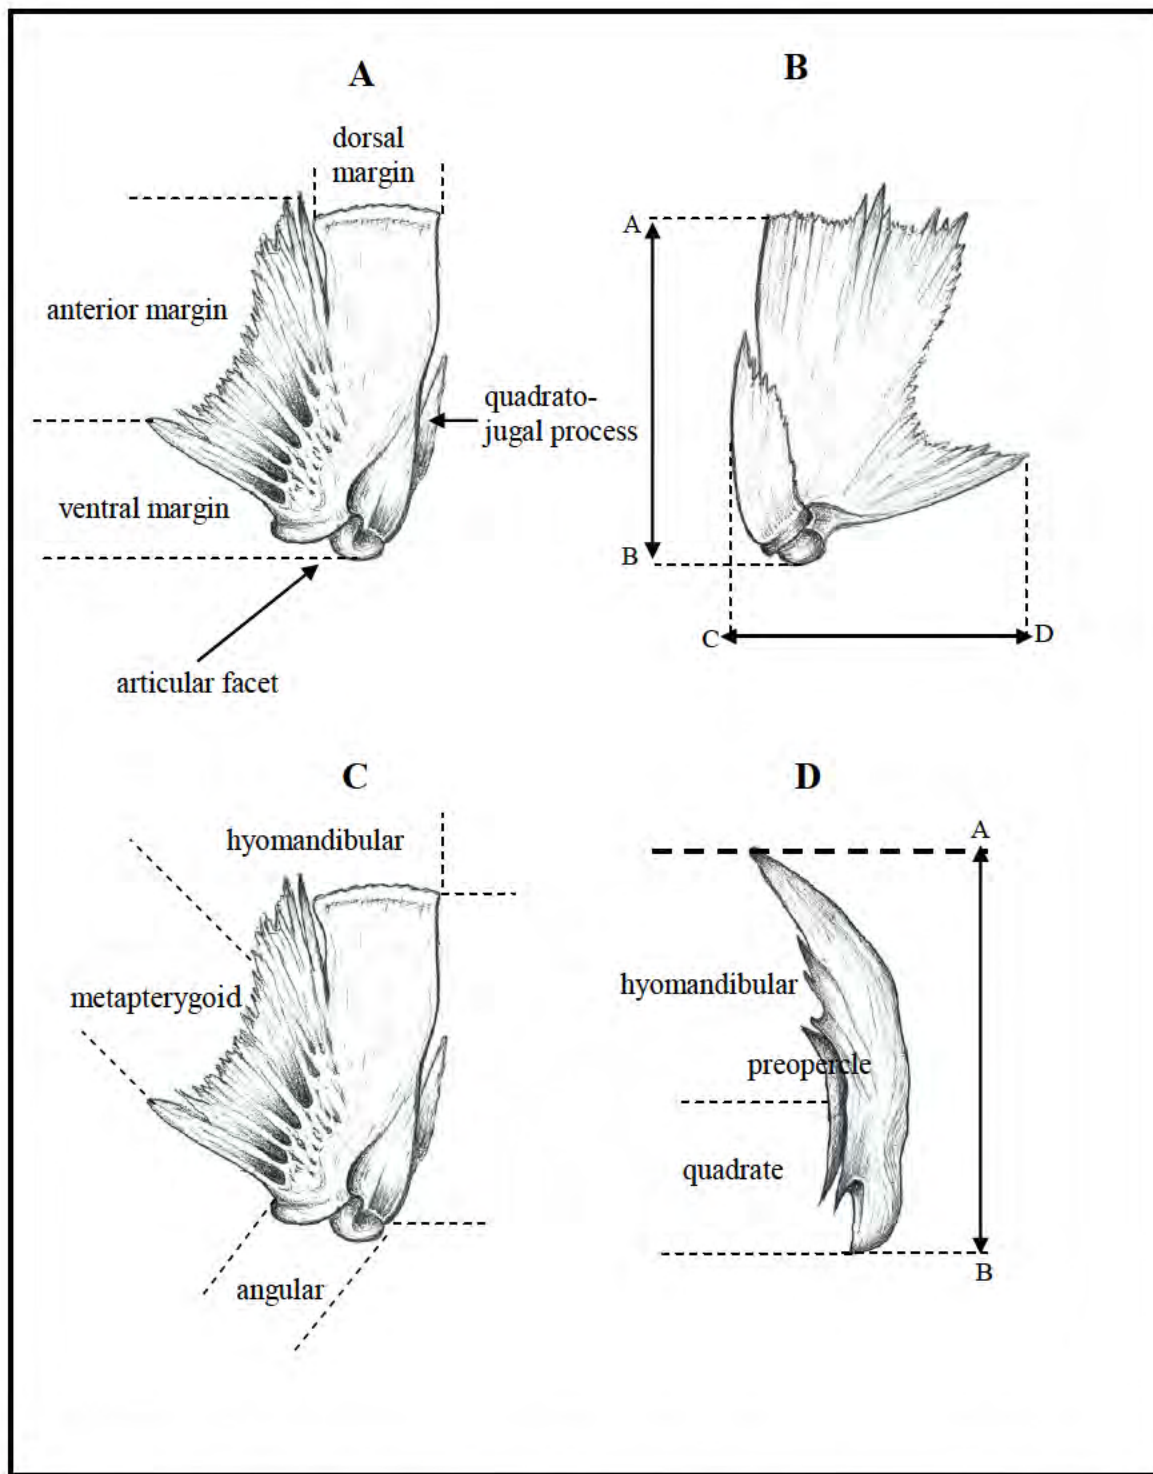 A
B
dorsal
margin
A
anterior margin
quadrato-
jugal process
ventral margin
B
C
D
articular facet
C
D
hyomandibular
A
hyomandibular
metapterygoid
preopercle
quadrate
B
angular